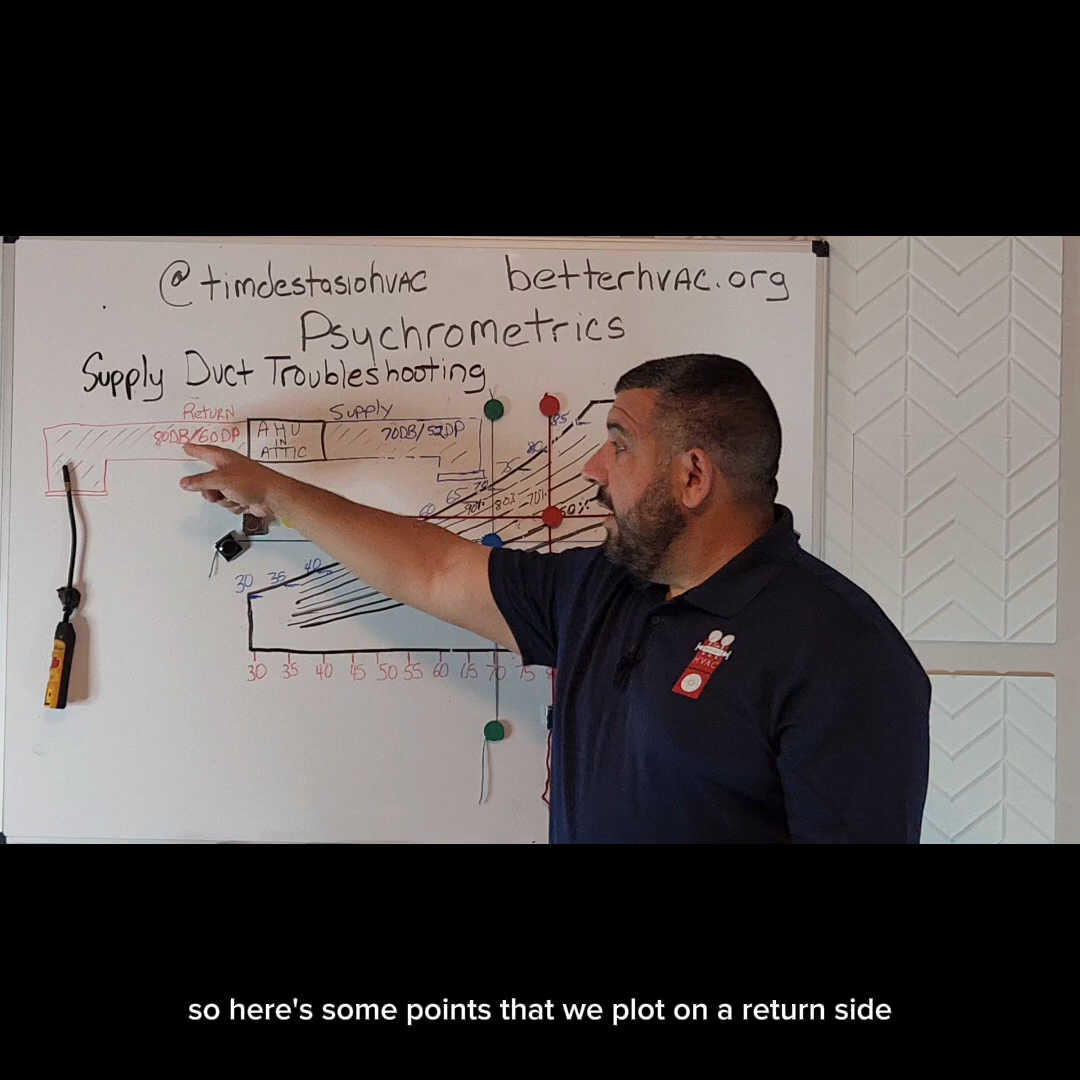 @timdestasiohvac betterhvac.org
Psychrometrics
Supply Duct Troubleshooting
Return
Supply
80DB/60DP
AHU
IN
ATTIC
70DB/52DP
85
80
75
70
65
60
90% 80% 70% 60%
40
35
30
30 35 40 45 50 55 60 65 70 75
HVAC
so here's some points that we plot on a return side